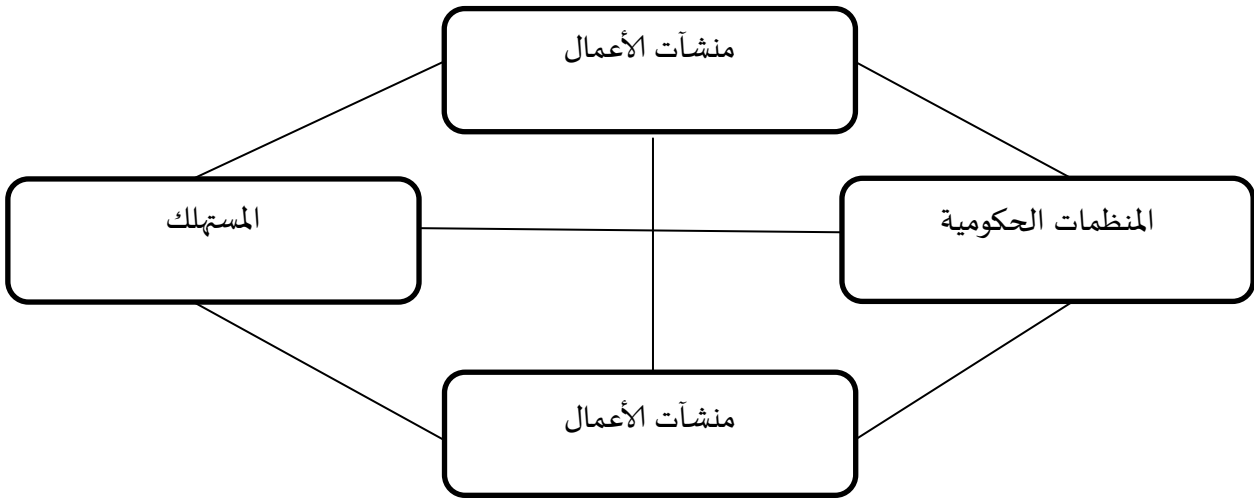 منشآت الأعمال
المنظمات الحكومية
المستهلك
منشآت الأعمال